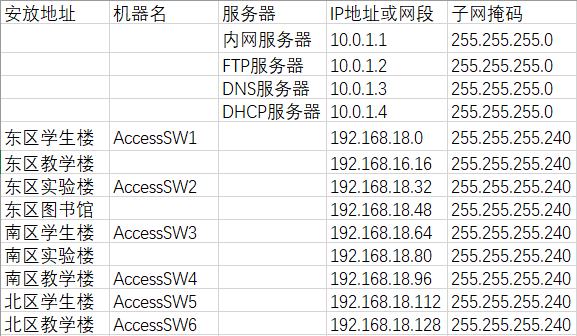 安放地址 机器名 服务器 IP地址或网段 子网掩码
内网服务器 10.0.1.1 255.255.255.0
FTP服务器 10.0.1.2 255.255.255.0
DNS服务器 10.0.1.3 255.255.255.0
DHCP服务器 10.0.1.4 255.255.255.0
东区学生楼 AccessSW1 192.168.18.0 255.255.255.240
东区教学楼 192.168.16.16 255.255.255.240
东区实验楼 AccessSW2 192.168.18.32 255.255.255.240
东区图书馆 192.168.18.48 255.255.255.240
南区学生楼 AccessSW3 192.168.18.64 255.255.255.240
南区实验楼 192.168.18.80 255.255.255.240
南区教学楼 AccessSW4 192.168.18.96 255.255.255.240
北区学生楼 AccessSW5 192.168.18.112 255.255.255.240
北区教学楼 AccessSW6 192.168.18.128 255.255.255.240